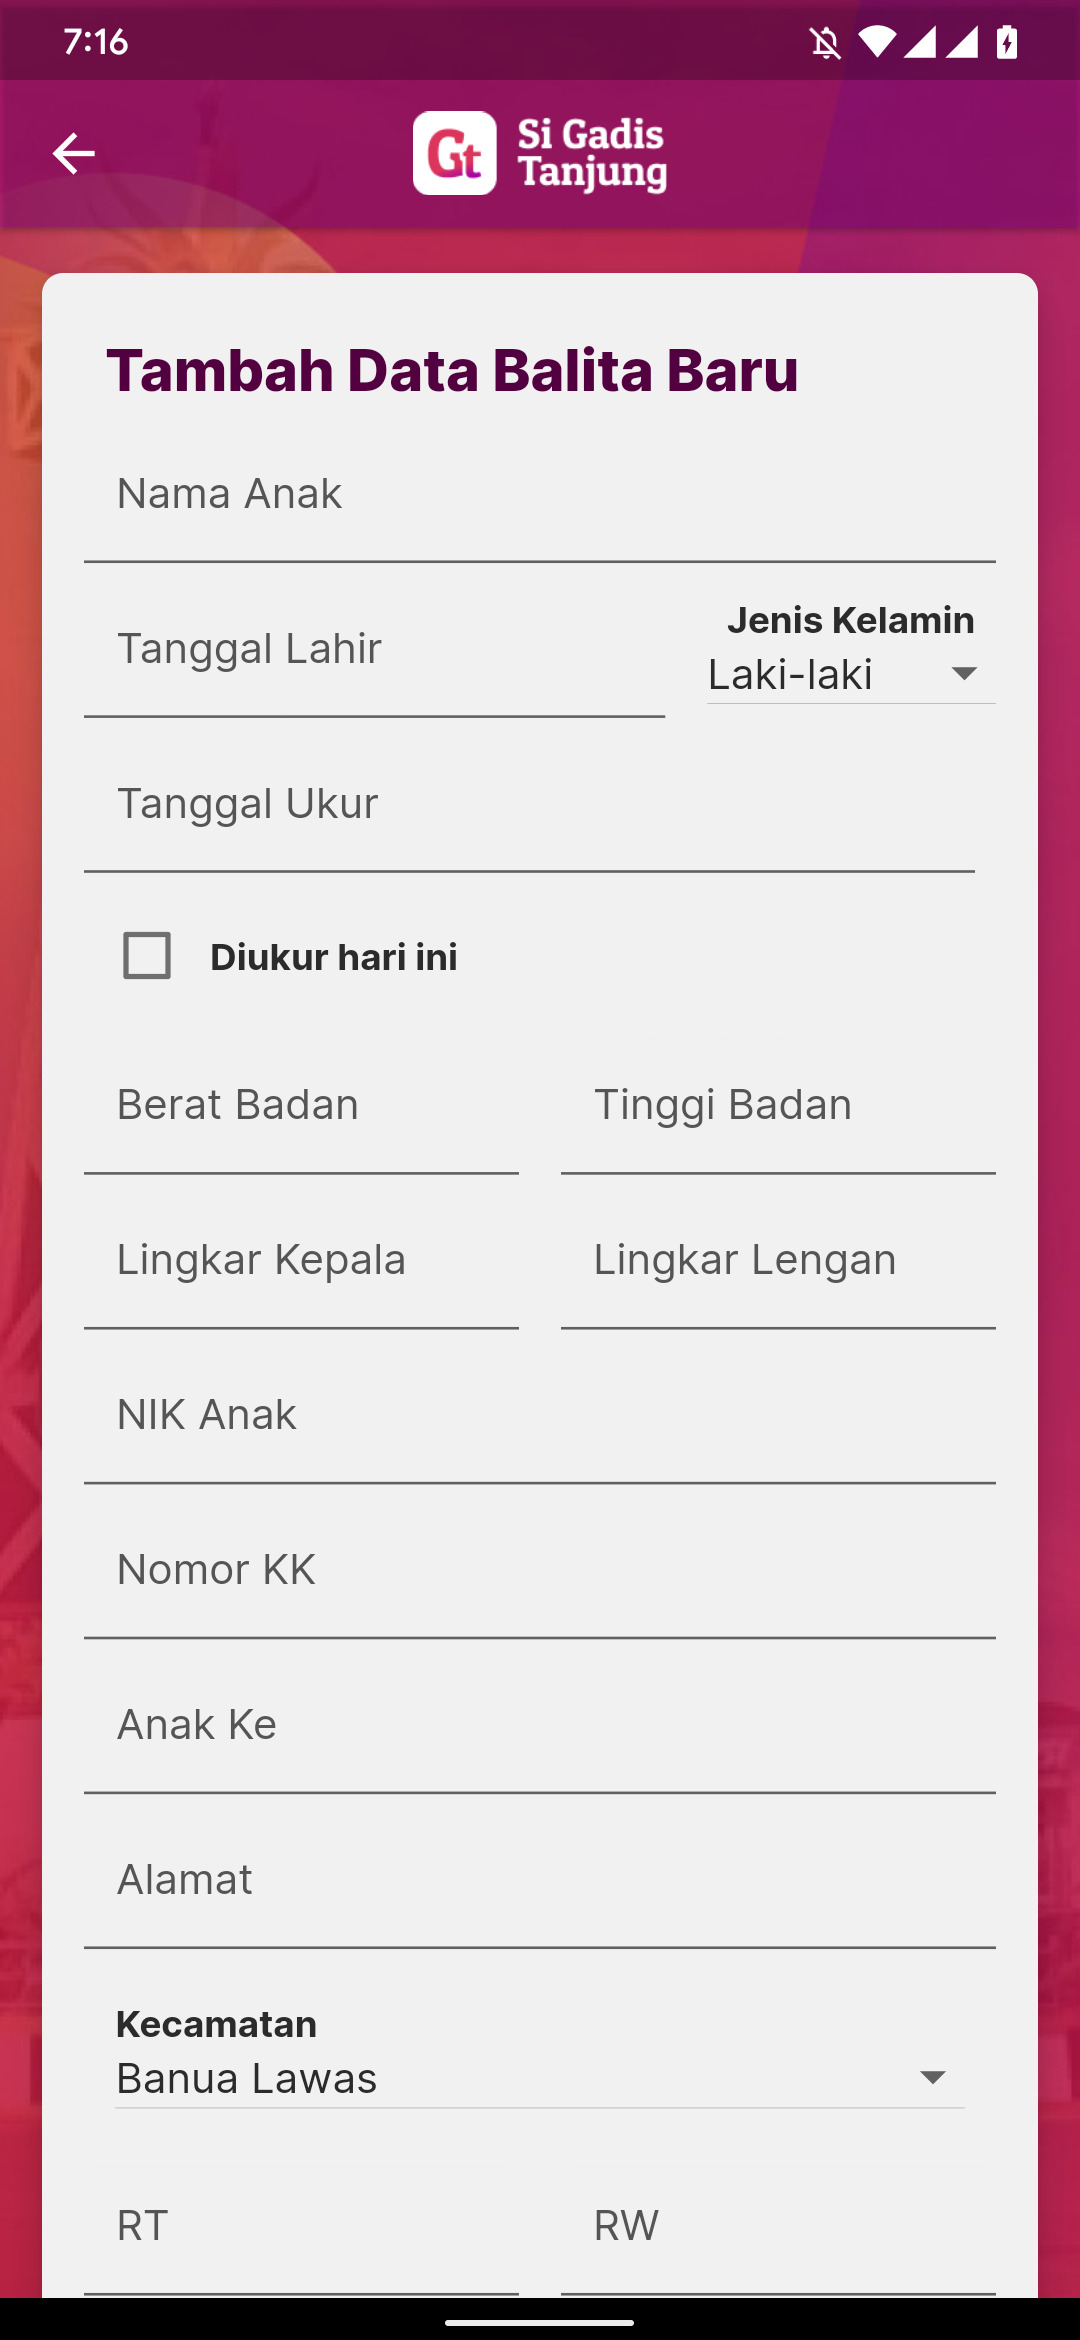 7:16
Gt
Si Gadis
Tanjung
Tambah Data Balita Baru
Nama Anak
Tanggal Lahir
Jenis Kelamin
Laki-laki
Tanggal Ukur
Diukur hari ini
Berat Badan
Tinggi Badan
Lingkar Kepala
Lingkar Lengan
NIK Anak
Nomor KK
Anak Ke
Alamat
Kecamatan
Banua Lawas
RT
RW